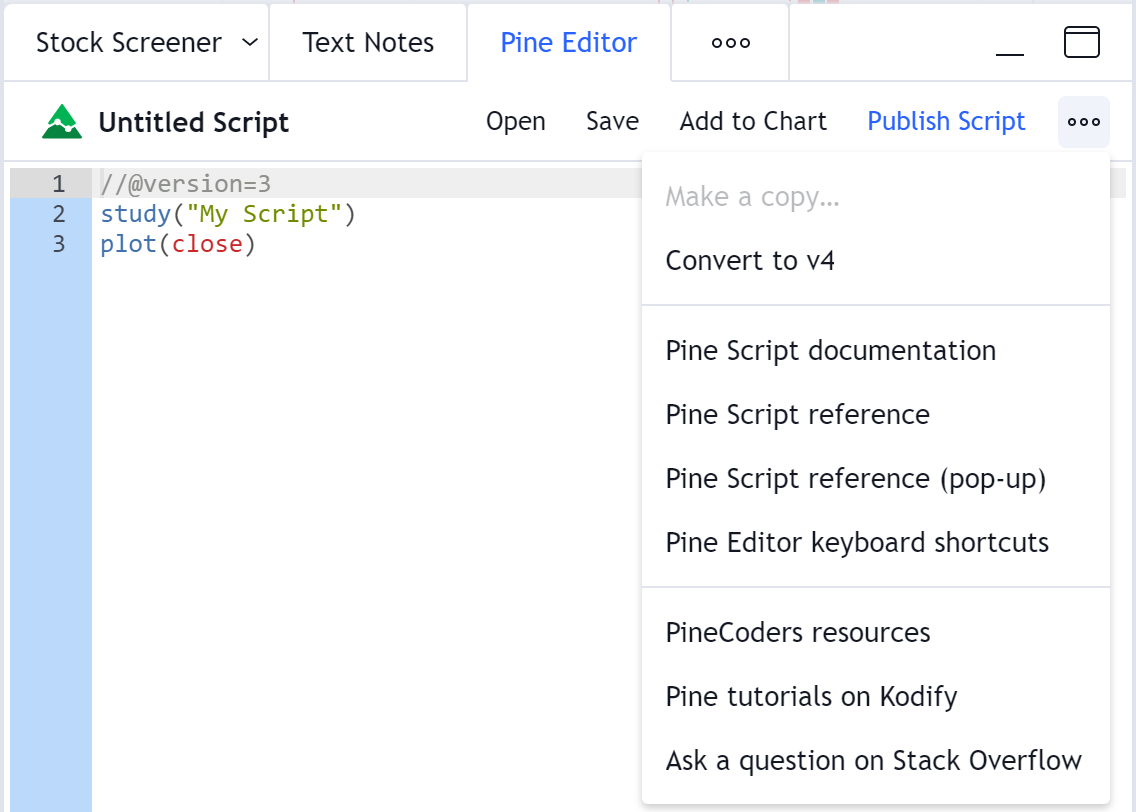 Stock Screener Text Notes Pine Editor
Untitled Script Open Save Add to Chart Publish Script
1 //@version=3
2 study("My Script")
3 plot(close)
Make a copy...
Convert to v4
Pine Script documentation
Pine Script reference
Pine Script reference (pop-up)
Pine Editor keyboard shortcuts
PineCoders resources
Pine tutorials on Kodify
Ask a question on Stack Overflow